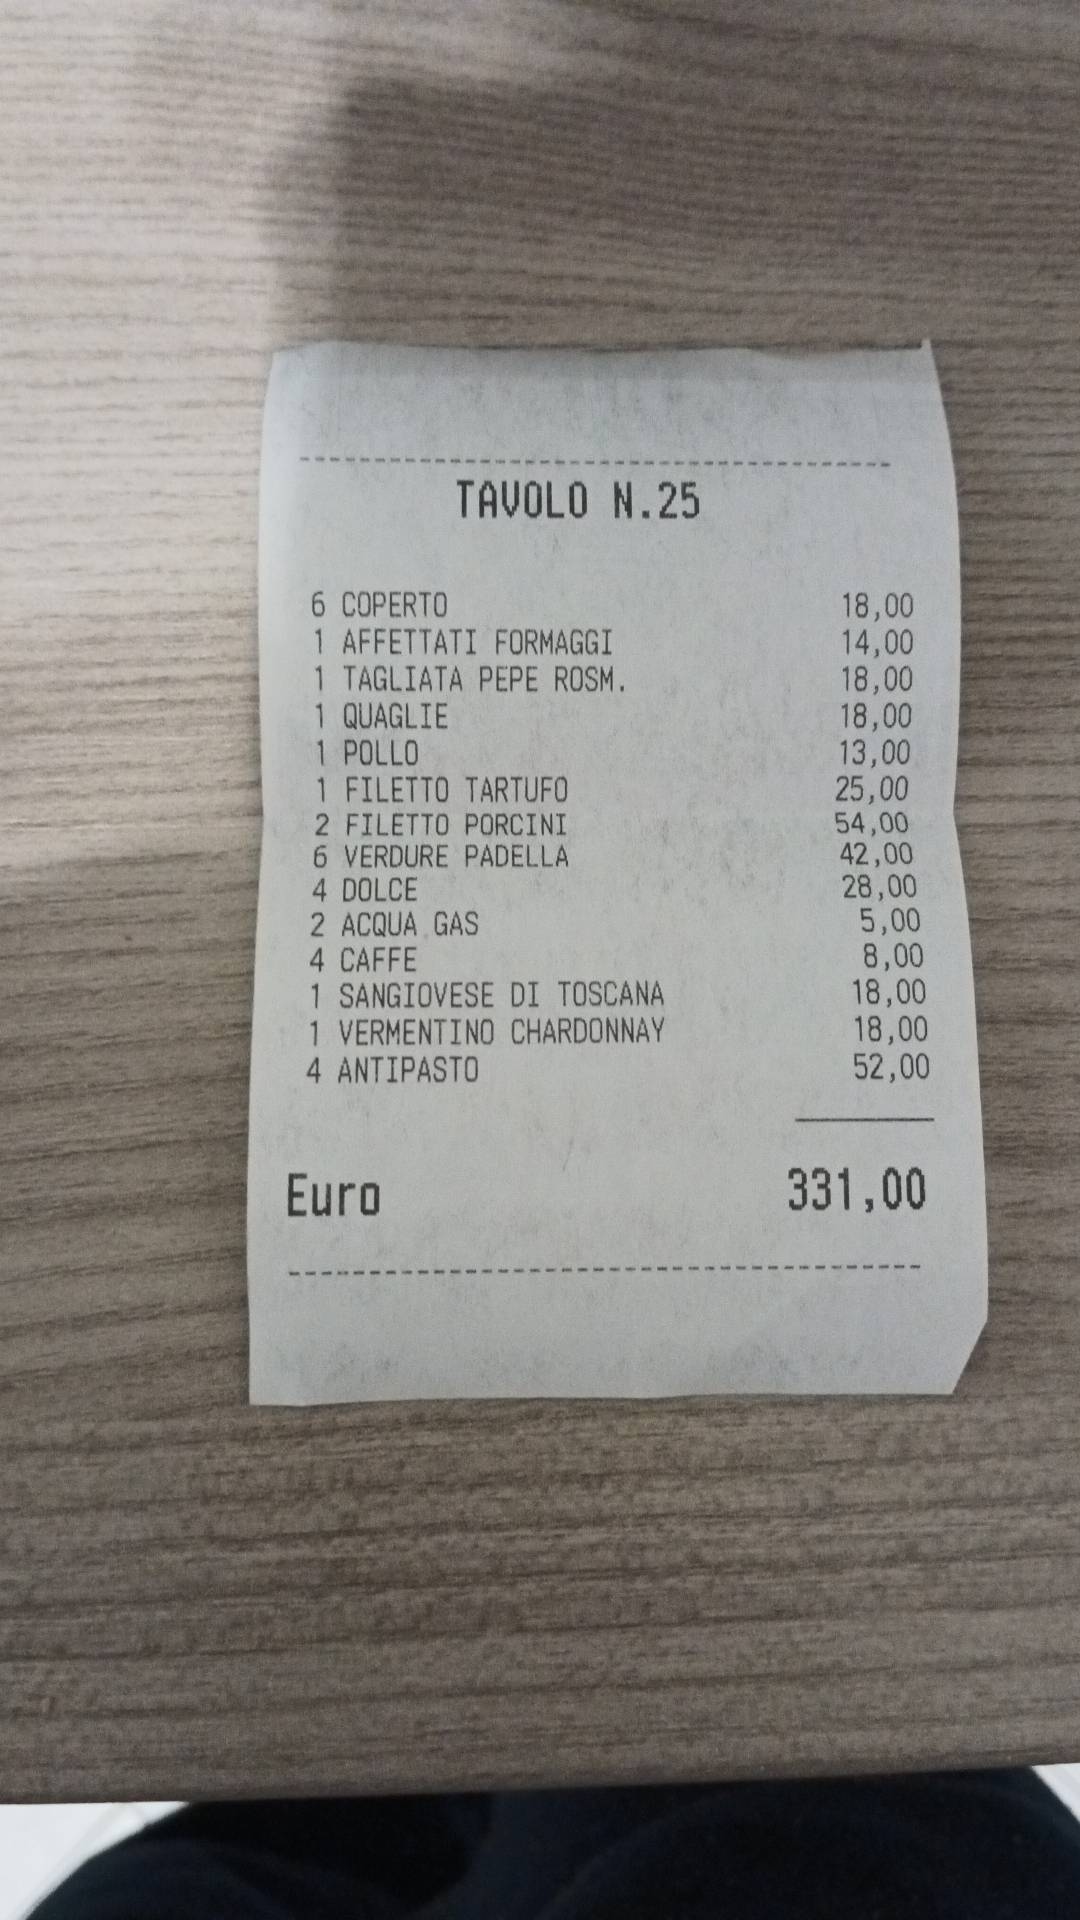 TAVOLO N.25
6 COPERTO 18,00
1 AFFETTATI FORMAGGI 14,00
1 TAGLIATA PEPE ROSM. 18,00
1 QUAGLIE 18,00
1 POLLO 13,00
1 FILETTO TARTUFO 25,00
2 FILETTO PORCINI 54,00
6 VERDURE PADELLA 42,00
4 DOLCE 28,00
2 ACQUA GAS 5,00
4 CAFFE 8,00
1 SANGIOVESE DI TOSCANA 18,00
1 VERMENTINO CHARDONNAY 18,00
4 ANTIPASTO 52,00
Euro 331,00